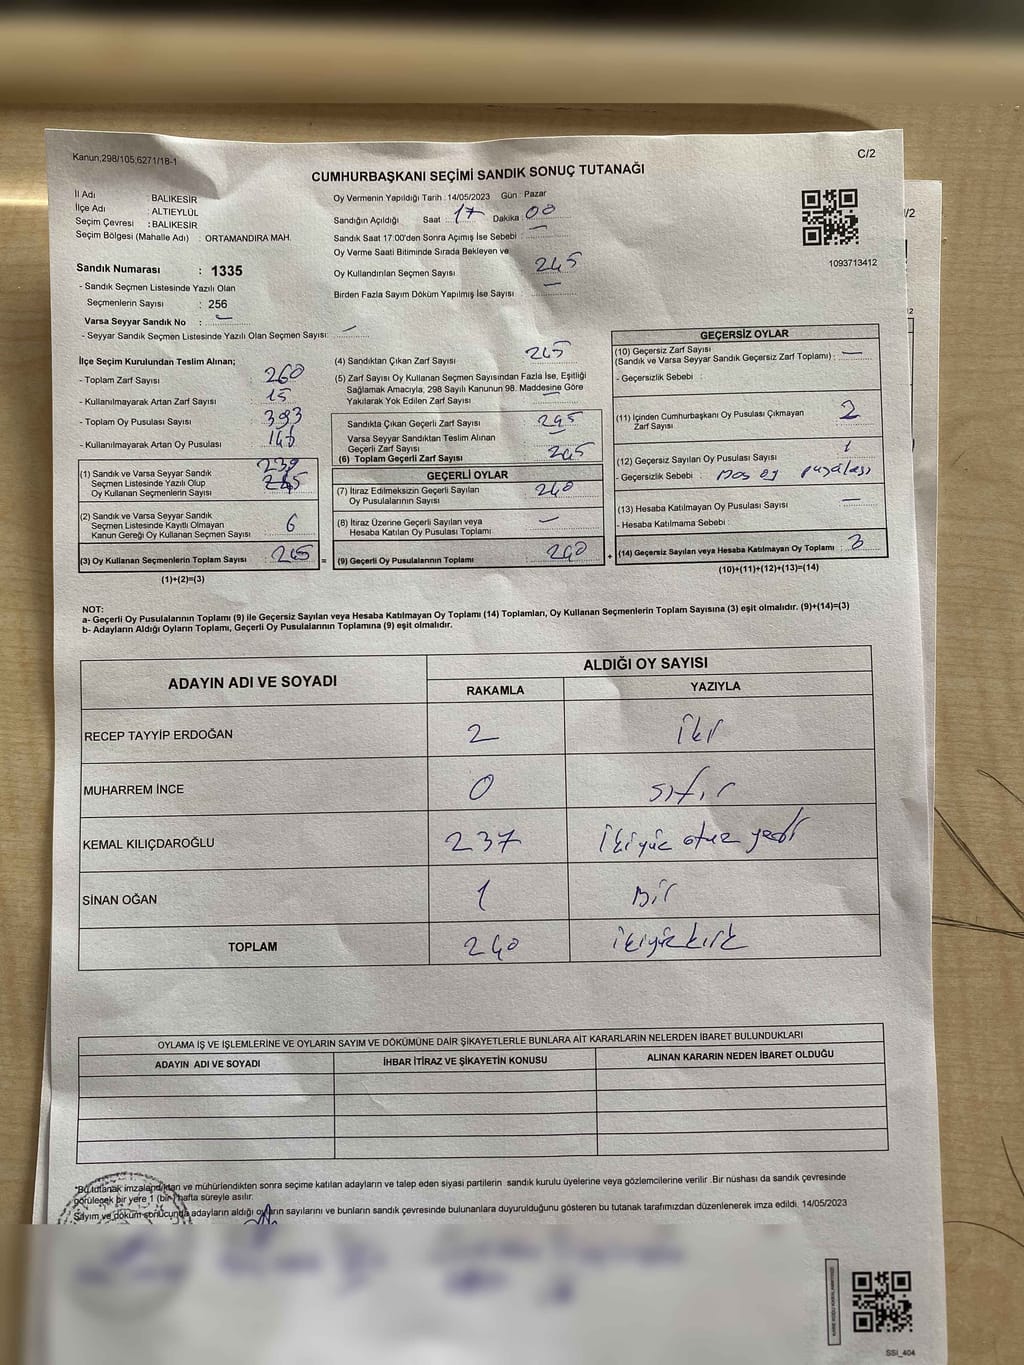 Kanun,298/105,6271/18-1
C/2
CUMHURBAŞKANI SEÇİMİ SANDIK SONUÇ TUTANAĞI
İl Adı : BALIKESİR
İlçe Adı : ALTIEYLÜL
Seçim Çevresi : BALIKESİR
Seçim Bölgesi (Mahalle Adı) : ORTAMANDIRA MAH.
Sandık Numarası : 1335
- Sandık Seçmen Listesinde Yazılı Olan
Seçmenlerin Sayısı : 256
Varsa Seyyar Sandık No : –
- Seyyar Sandık Seçmen Listesinde Yazılı Olan Seçmen Sayısı: –
Oy Vermenin Yapıldığı Tarih : 14/05/2023 Gün : Pazar
Sandığın Açıldığı Saat : 17 Dakika : 00
Sandık Saat 17:00'den Sonra Açımış İse Sebebi : –
Oy Verme Saati Bitiminde Sırada Bekleyen ve
Oy Kullandırılan Seçmen Sayısı 245
Birden Fazla Sayım Döküm Yapılmış İse Sayısı : –
1093713412
İlçe Seçim Kurulundan Teslim Alınan;
- Toplam Zarf Sayısı 260
- Kullanılmayarak Artan Zarf Sayısı : 15
- Toplam Oy Pusulası Sayısı : 393
- Kullanılmayarak Artan Oy Pusulası
(1) Sandık ve Varsa Seyyar Sandık 239
Seçmen Listesinde Yazılı Olup
Oy Kullanan Seçmenlerin Sayısı
(2) Sandık ve Varsa Seyyar Sandık
Seçmen Listesinde Kayıtlı Olmayan
Kanun Gereği Oy Kullanan Seçmen Sayısı 6
(3) Oy Kullanan Seçmenlerin Toplam Sayısı : 245 =
(1)+(2)=(3)
(4) Sandıktan Çıkan Zarf Sayısı : 245
(5) Zarf Sayısı Oy Kullanan Seçmen Sayısından Fazla İse, Eşitliği
Sağlamak Amacıyla, 298 Sayılı Kanunun 98. Maddesine Göre
Yakılarak Yok Edilen Zarf Sayısı : –
Sandıkta Çıkan Geçerli Zarf Sayısı : 245
Varsa Seyyar Sandıktan Teslim Alınan
Geçerli Zarf Sayısı
(6) Toplam Geçerli Zarf Sayısı 245
GEÇERLİ OYLAR
(7) İtiraz Edilmeksizin Geçerli Sayılan
Oy Pusulalarının Sayısı : 240
(8) İtiraz Üzerine Geçerli Sayılan veya
Hesaba Katılan Oy Pusulası Toplamı : –
(9) Geçerli Oy Pusulalarının Toplamı : 240 +
GEÇERSİZ OYLAR
(10) Geçersiz Zarf Sayısı
(Sandık ve Varsa Seyyar Sandık Geçersiz Zarf Toplamı) : –
- Geçersizlik Sebebi :
(11) İçinden Cumhurbaşkanı Oy Pusulası Çıkmayan
Zarf Sayısı 2
(12) Geçersiz Sayılan Oy Pusulası Sayısı : 1
- Geçersizlik Sebebi : Boş oy pusulası
(13) Hesaba Katılmayan Oy Pusulası Sayısı : –
- Hesaba Katılmama Sebebi :
(14) Geçersiz Sayılan veya Hesaba Katılmayan Oy Toplamı : 3
(10)+(11)+(12)+(13)=(14)
NOT:
a- Geçerli Oy Pusulalarının Toplamı (9) ile Geçersiz Sayılan veya Hesaba Katılmayan Oy Toplamı (14) Toplamları, Oy Kullanan Seçmenlerin Toplam Sayısına (3) eşit olmalıdır. (9)+(14)=(3)
b- Adayların Aldığı Oyların Toplamı, Geçerli Oy Pusulalarının Toplamına (9) eşit olmalıdır.
ADAYIN ADI VE SOYADI ALDIĞI OY SAYISI
RAKAMLA YAZIYLA
RECEP TAYYİP ERDOĞAN 2 iki
MUHARREM İNCE 0 sıfır
KEMAL KILIÇDAROĞLU 237 ikiyüz otuz yedi
SİNAN OĞAN 1 Bir
TOPLAM 240 ikiyüzkırk
OYLAMA İŞ VE İŞLEMLERİNE VE OYLARIN SAYIM VE DÖKÜMÜNE DAİR ŞİKAYETLERLE BUNLARA AİT KARARLARIN NELERDEN İBARET BULUNDUKLARI
ADAYIN ADI VE SOYADI İHBAR İTİRAZ VE ŞİKAYETİN KONUSU ALINAN KARARIN NEDEN İBARET OLDUĞU
*Bu tutanak imzalandıktan ve mühürlendikten sonra seçime katılan adayların ve talep eden siyasi partilerin sandık kurulu üyelerine veya gözlemcilerine verilir .Bir nüshası da sandık çevresinde
görülecek bir yere 1 (bir) hafta süreyle asılır.
Sayım ve döküm sonucunda adayların aldığı oyların sayılarını ve bunların sandık çevresinde bulunanlara duyurulduğunu gösteren bu tutanak tarafımızdan düzenlenerek imza edildi. 14/05/2023
SSI_404